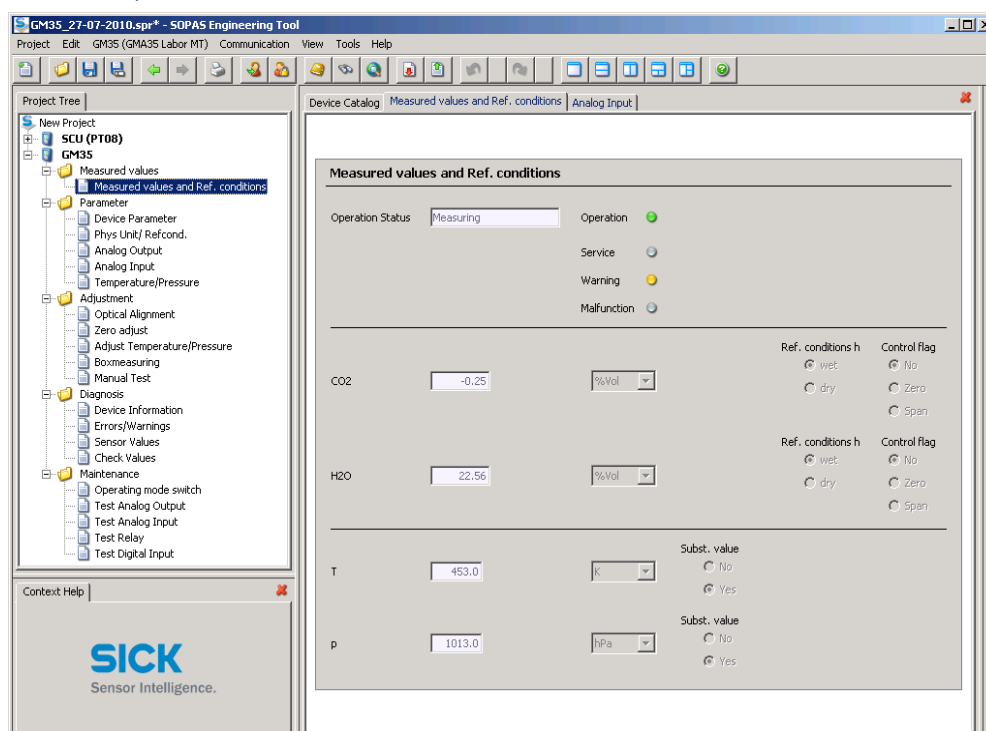 GM35_27-07-2010.spr* - SOPAS Engineering Tool
Project Edit GM35 (GMA35 Labor MT) Communication View Tools Help
Project Tree
New Project
SCU (PT08)
GM35
Measured values
Measured values and Ref. conditions
Parameter
Device Parameter
Phys Unit/ Refcond.
Analog Output
Analog Input
Temperature/Pressure
Adjustment
Optical Alignment
Zero adjust
Adjust Temperature/Pressure
Boxmeasuring
Manual Test
Diagnosis
Device Information
Errors/Warnings
Sensor Values
Check Values
Maintenance
Operating mode switch
Test Analog Output
Test Analog Input
Test Relay
Test Digital Input
Context Help
SICK
Sensor Intelligence.
Device Catalog Measured values and Ref. conditions Analog Input
Measured values and Ref. conditions
Operation Status Measuring Operation
Service
Warning
Malfunction
Ref. conditions h Control flag
wet No
CO2 -0.25 %Vol dry Zero
Span
Ref. conditions h Control flag
wet No
H2O 22.56 %Vol dry Zero
Span
Subst. value
T 453.0 K No
Yes
Subst. value
p 1013.0 hPa No
Yes